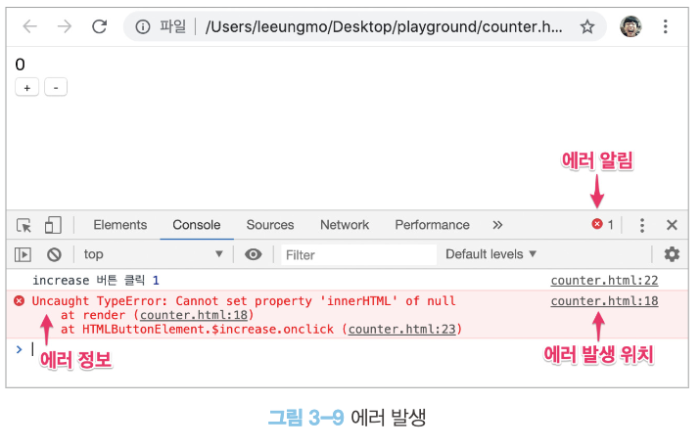 파일 /Users/leeungmo/Desktop/playground/counter.h...
0
+ -
에러 알림
Elements Console Sources Network Performance » 1
top Filter Default levels ▼
increase 버튼 클릭 1 counter.html:22
Uncaught TypeError: Cannot set property 'innerHTML' of null counter.html:18
at render (counter.html:18)
at HTMLButtonElement.$increase.onclick (counter.html:23)
>
에러 정보 에러 발생 위치
그림 3-9 에러 발생